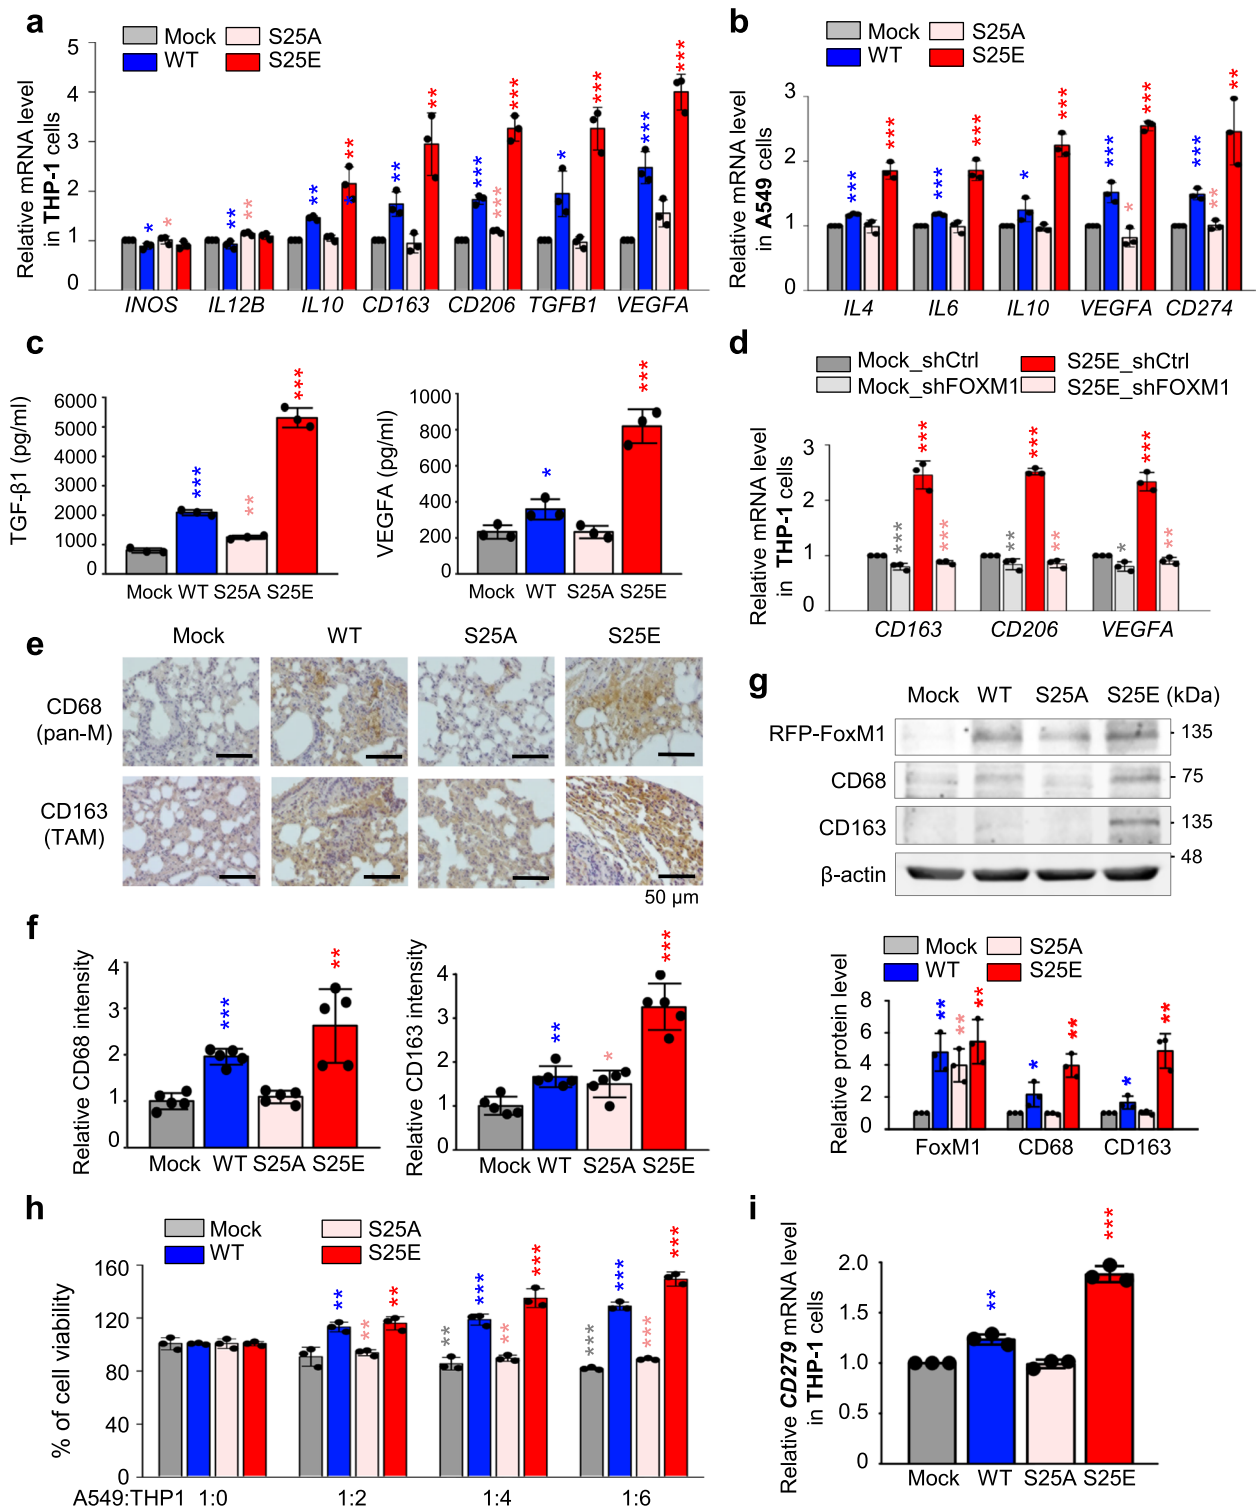 a
Mock
S25A
WT
S25E
Relative mRNA level
in THP-1 cells
5
4
3
2
1
0
* * ** ** ** ** ** ** *** *** *** * *** *** ***
INOS IL12B IL10 CD163 CD206 TGFB1 VEGFA
b
Mock
S25A
WT
S25E
Relative mRNA level
in A549 cells
3
2
1
0
*** *** *** *** * *** *** * *** *** ** **
IL4 IL6 IL10 VEGFA CD274
c
TGF-β1 (pg/ml)
6000
5000
4000
3000
2000
1000
0
*** ** ***
Mock WT S25A S25E
VEGFA (pg/ml)
1000
800
600
400
200
0
* ***
Mock WT S25A S25E
d
Mock_shCtrl
S25E_shCtrl
Mock_shFOXM1
S25E_shFOXM1
Relative mRNA level
in THP-1 cells
3
2
1
0
*** *** *** ** *** ** * *** **
CD163 CD206 VEGFA
e
Mock WT S25A S25E
CD68
(pan-M)
CD163
(TAM)
50 µm
f
Relative CD68 intensity
4
3
2
1
0
*** **
Mock WT S25A S25E
Relative CD163 intensity
4
3
2
1
0
** * ***
Mock WT S25A S25E
g
Mock WT S25A S25E (kDa)
RFP-FoxM1
135
CD68
75
CD163
135
48
β-actin
Mock
S25A
WT
S25E
Relative protein level
8
6
4
2
0
** ** ** * ** * **
FoxM1 CD68 CD163
h
Mock
S25A
WT
S25E
% of cell viability
160
120
80
40
0
** ** ** ** *** ** *** *** *** *** ***
A549:THP1 1:0 1:2 1:4 1:6
i
Relative CD279 mRNA level
in THP-1 cells
2.0
1.5
1.0
0.5
0
** ***
Mock WT S25A S25E